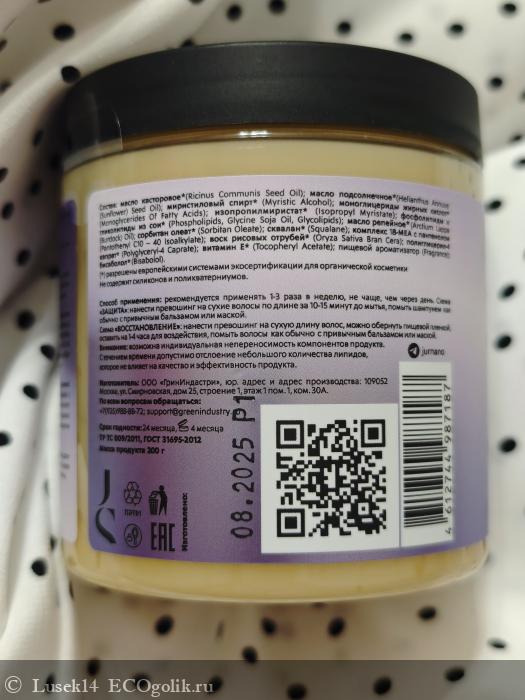 Состав: масло касторовое*(Ricinus Communis Seed Oil); масло подсолнечное*(Helianthus Annuus
(Sunflower) Seed Oil); миристиловый спирт* (Myristic Alcohol); моноглицериды жирных кислот*
(Monoglycerides Of Fatty Acids); изопропилмиристат* (Isopropyl Myristate); фосфолипиды и
гликолипиды из сои* (Phospholipids, Glycine Soja Oil, Glycolipids); масло репейное* (Arctium Lappa
(Burdock) Oil); сорбитан олеат* (Sorbitan Oleate); сквалан* (Squalane); комплекс 18-МЕА с
Pentaphenyl C10 – 40 Isoalkylate); воск рисовых отрубей* (Oryza Sativa Bran Cera);
капрат* (Polyglyceryl-4 Caprate); витамин Е* (Tocopheryl Acetate); пищевой ароматизатор (Fragrance);
бисаболол*(Bisabolol).
(*) разрешены европейскими системами экосертификации для органической косметики
Не содержит силиконов и поликватерниумов.
Способ применения: рекомендуется применять 1-3 раза в неделю, не чаще, чем через день. Схема
«ЗАЩИТА»: нанести превошинг на сухие волосы по длине за 10-15 минут до мытья, помыть шампунем как
обычно с привычным бальзамом или маской.
Схема «ВОССТАНОВЛЕНИЕ»: нанести превошинг на сухую длину волос, можно обернуть пищевой пленкой,
оставить на 1-4 часа для воздействия, помыть волосы как обычно с привычным бальзамом или маской.
Внимание: возможна индивидуальная непереносимость компонентов продукта.
С течением времени допустимо отслоение небольшого количества липидов,
которое не влияет на качество и эффективность продукта.
jurnano
Изготовитель: ООО «ГринИндастри», юр. адрес и адрес производства: 109052
Москва, ул. Смирновская, дом 25, строение 1, этаж 1 пом. 1, ком. 30А.
По всем вопросам обращаться:
support@greenindustry.
Срок годности: 24 месяца, 4 месяца
ТР ТС 009/2011, ГОСТ 31695-2012
Масса продукта 200 г
JS
EAC
Изготовлено:
08.2025 P1
4 612744 987187
© Lusek14 ECOgolik.ru